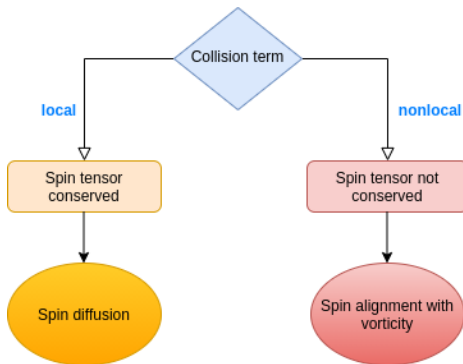 Collision term
local
nonlocal
Spin tensor
conserved
Spin tensor not
conserved
Spin diffusion
Spin alignment with
vorticity